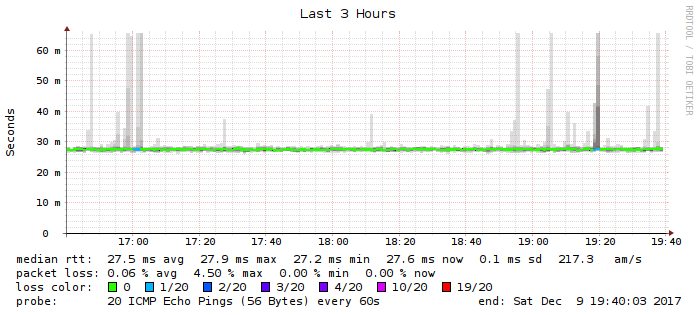 Last 3 Hours
RRDTOOL / TOBI OETIKER
Seconds
60 m
50 m
40 m
30 m
20 m
10 m
0
17:00 17:20 17:40 18:00 18:20 18:40 19:00 19:20 19:40
median rtt: 27.5 ms avg 27.9 ms max 27.2 ms min 27.6 ms now 0.1 ms sd 217.3 am/s
packet loss: 0.06 % avg 4.50 % max 0.00 % min 0.00 % now
loss color: 0 1/20 2/20 3/20 4/20 10/20 19/20
probe: 20 ICMP Echo Pings (56 Bytes) every 60s end: Sat Dec 9 19:40:03 2017